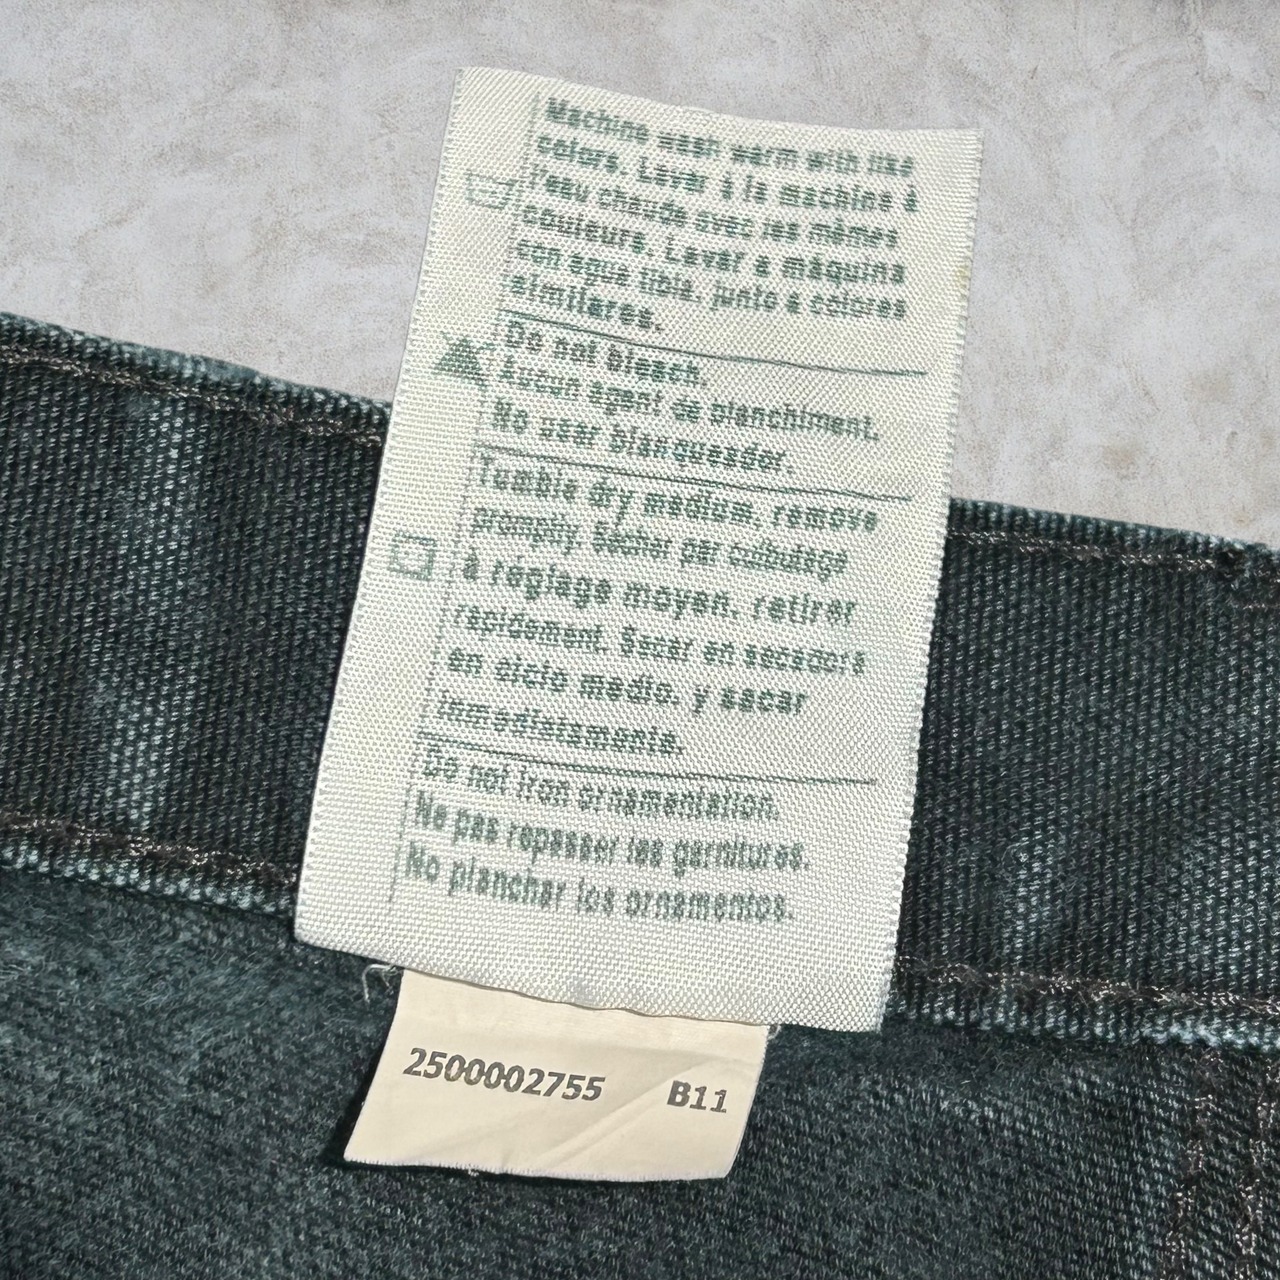 Machine wash warm with like
colors. Laver à la machine à
l'eau chaude avec les mêmes
couleurs. Lavar a máquina
con agua tibia, junto a colores
similares.
Do not bleach.
Aucun agent de blanchiment.
No usar blanqueador.
Tumble dry medium, remove
promptly. Sécher par culbutage
à réglage moyen, retirer
rapidement. Secar en secadora
en ciclo medio, y sacar
inmediatamente.
Do not iron ornamentation.
Ne pas repasser les garnitures.
No planchar los ornamentos.
2500002755 B11